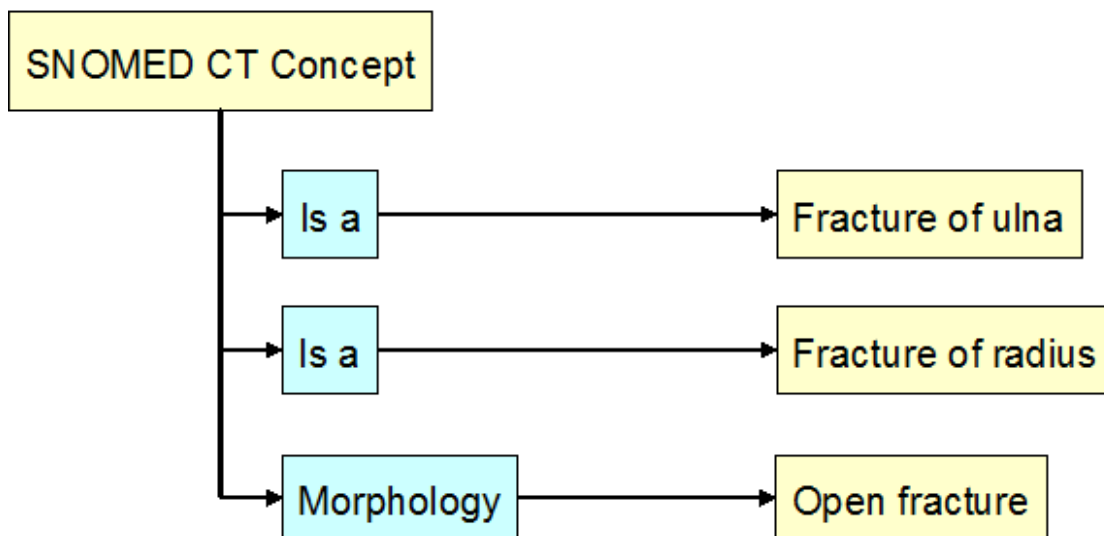 SNOMED CT Concept
Is a
Fracture of ulna
Is a
Fracture of radius
Morphology
Open fracture